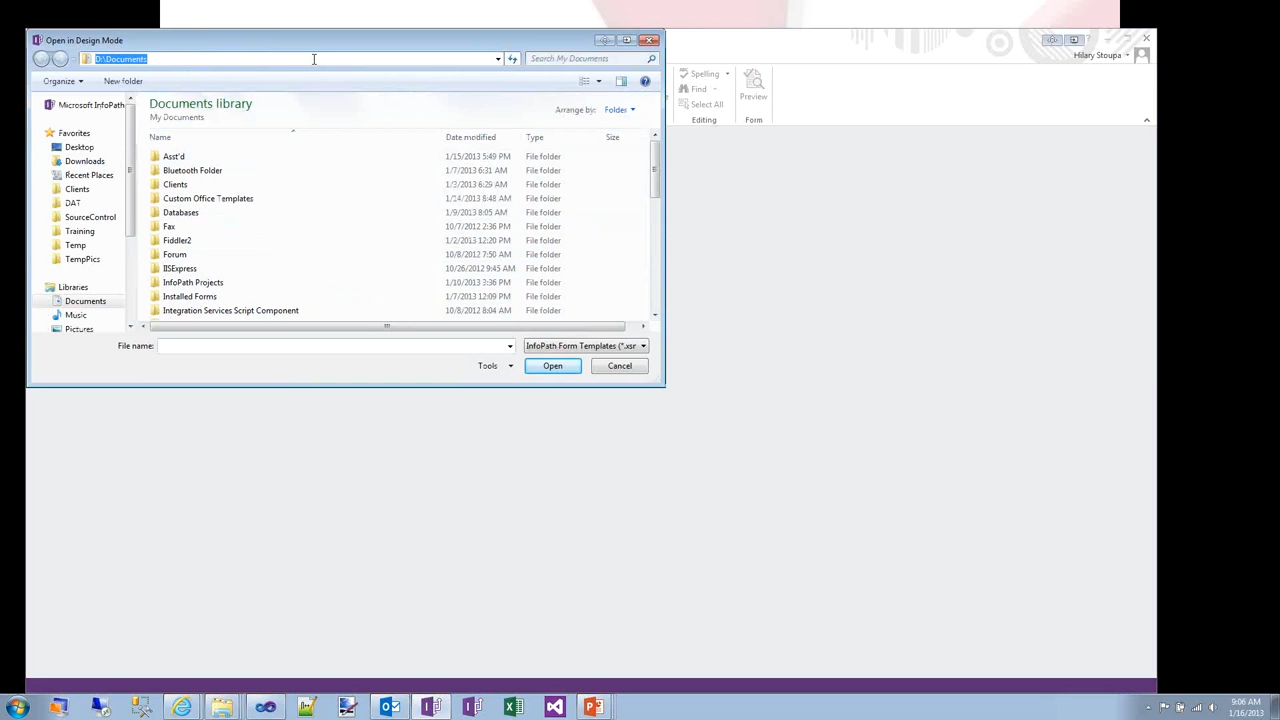 Open in Design Mode
D:\Documents
Search My Documents
Hilary Stoupa
Organize
New folder
Spelling
Find
Select All
Preview
Editing
Form
Microsoft InfoPath
Favorites
Desktop
Downloads
Recent Places
Clients
DAT
SourceControl
Training
Temp
TempPics
Libraries
Documents
Music
Pictures
Documents library
My Documents
Arrange by: Folder
Name Date modified Type Size
Asst'd 1/15/2013 5:49 PM File folder
Bluetooth Folder 1/7/2013 6:31 AM File folder
Clients 1/3/2013 6:29 AM File folder
Custom Office Templates 1/14/2013 8:48 AM File folder
Databases 1/9/2013 8:05 AM File folder
Fax 10/7/2012 2:36 PM File folder
Fiddler2 1/2/2013 12:20 PM File folder
Forum 10/8/2012 7:50 AM File folder
IISExpress 10/26/2012 9:45 AM File folder
InfoPath Projects 1/10/2013 3:36 PM File folder
Installed Forms 1/7/2013 12:09 PM File folder
Integration Services Script Component 10/8/2012 8:04 AM File folder
File name:
InfoPath Form Templates (*.xsr
Tools
Open
Cancel
9:06 AM
1/16/2013